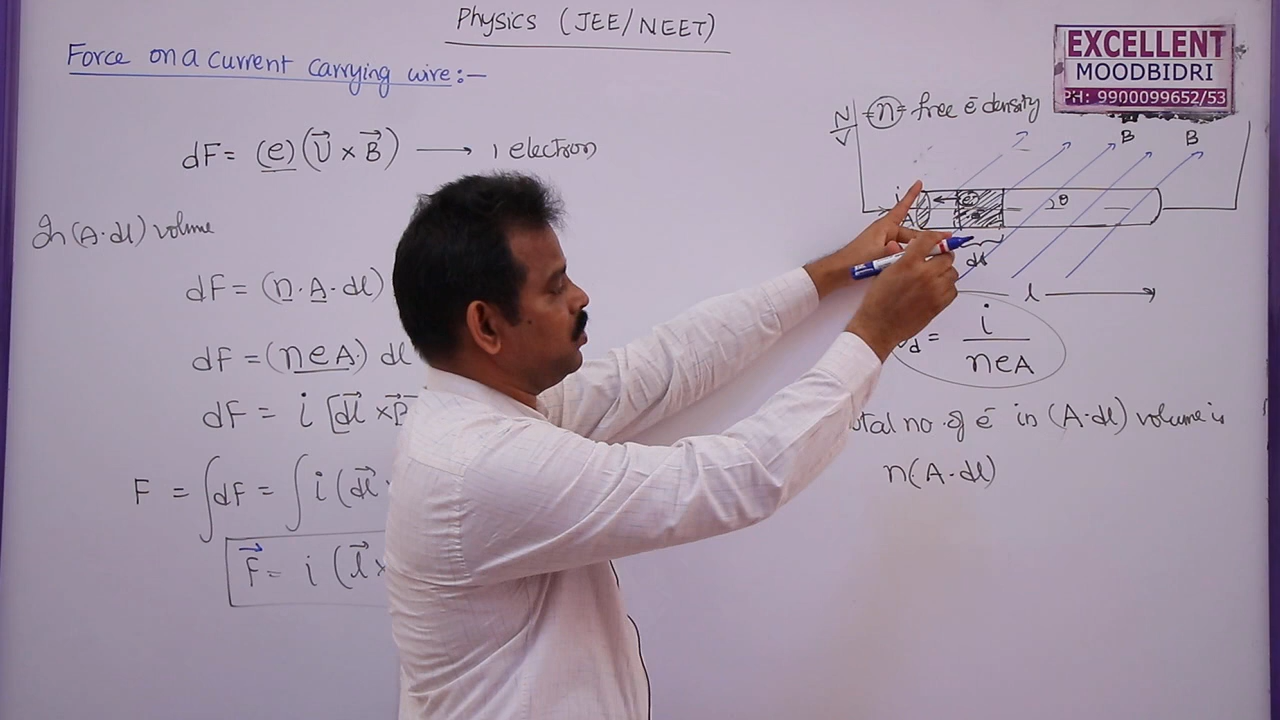 Physics (JEE/NEET)
Force on a current carrying wire:-
EXCELLENT
MOODBIDRI
PH: 9900099652/53
N/V = n = free e̅ density
dF = (e)(V⃗ × B⃗) → 1 electron
B B
i
e
θ
A
In (A·dl) volume
dl
dF = (n·A·dl)
l
dF = (neA) dl
d = i/neA
dF = i [dl⃗ × B⃗
total no. of e̅ in (A·dl) volume is
n(A·dl)
F = ∫dF = ∫ i (dl⃗
F⃗ = i (l⃗ ×